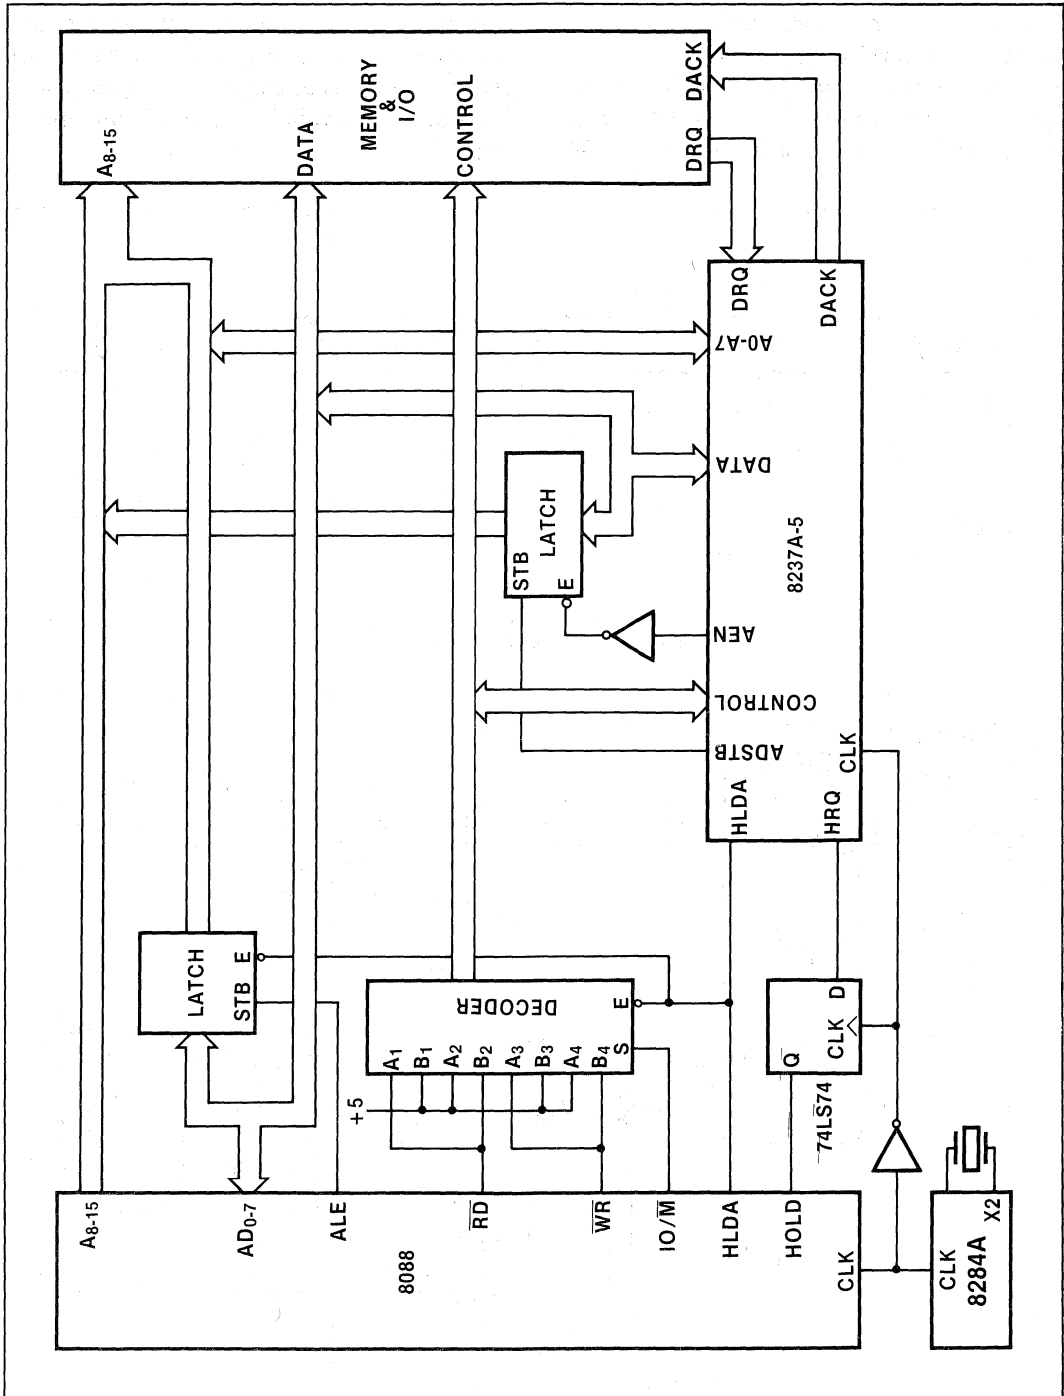 A8-15
DATA
MEMORY
&
I/O
CONTROL
DRQ
DACK
DRQ
DACK
A0-A7
DATA
8237A-5
AEN
CONTROL
ADSTB
CLK
HLDA
HRQ
STB
LATCH
E
LATCH
STB
E
DECODER
A1
B1
A2
B2
A3
B3
A4
B4
S
E
+5
Q
CLK
D
74LS74
A8-15
AD0-7
ALE
R̅D̅
W̅R̅
IO/M̅
HLDA
HOLD
8088
CLK
CLK
X2
8284A